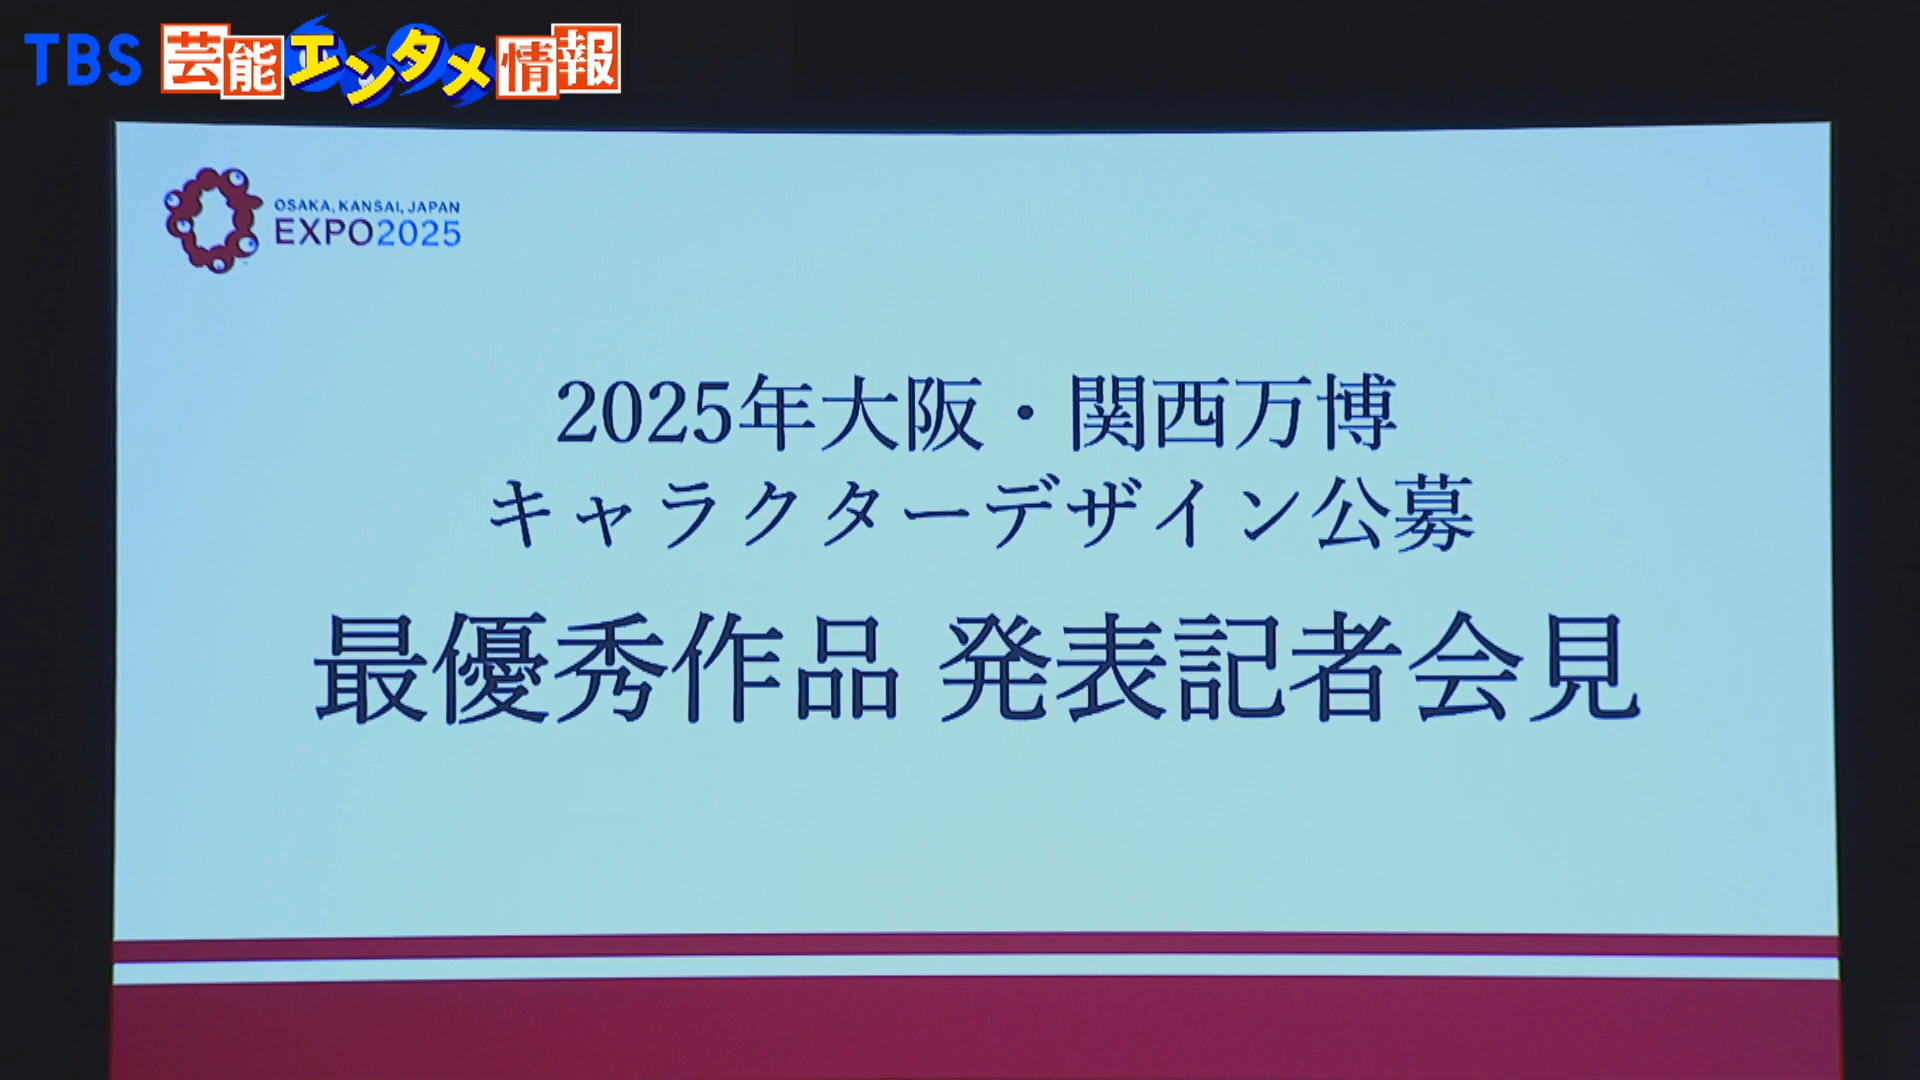 TBS 芸能エンタメ情報
OSAKA, KANSAI, JAPAN
EXPO2025
2025年大阪・関西万博
キャラクターデザイン公募
最優秀作品 発表記者会見